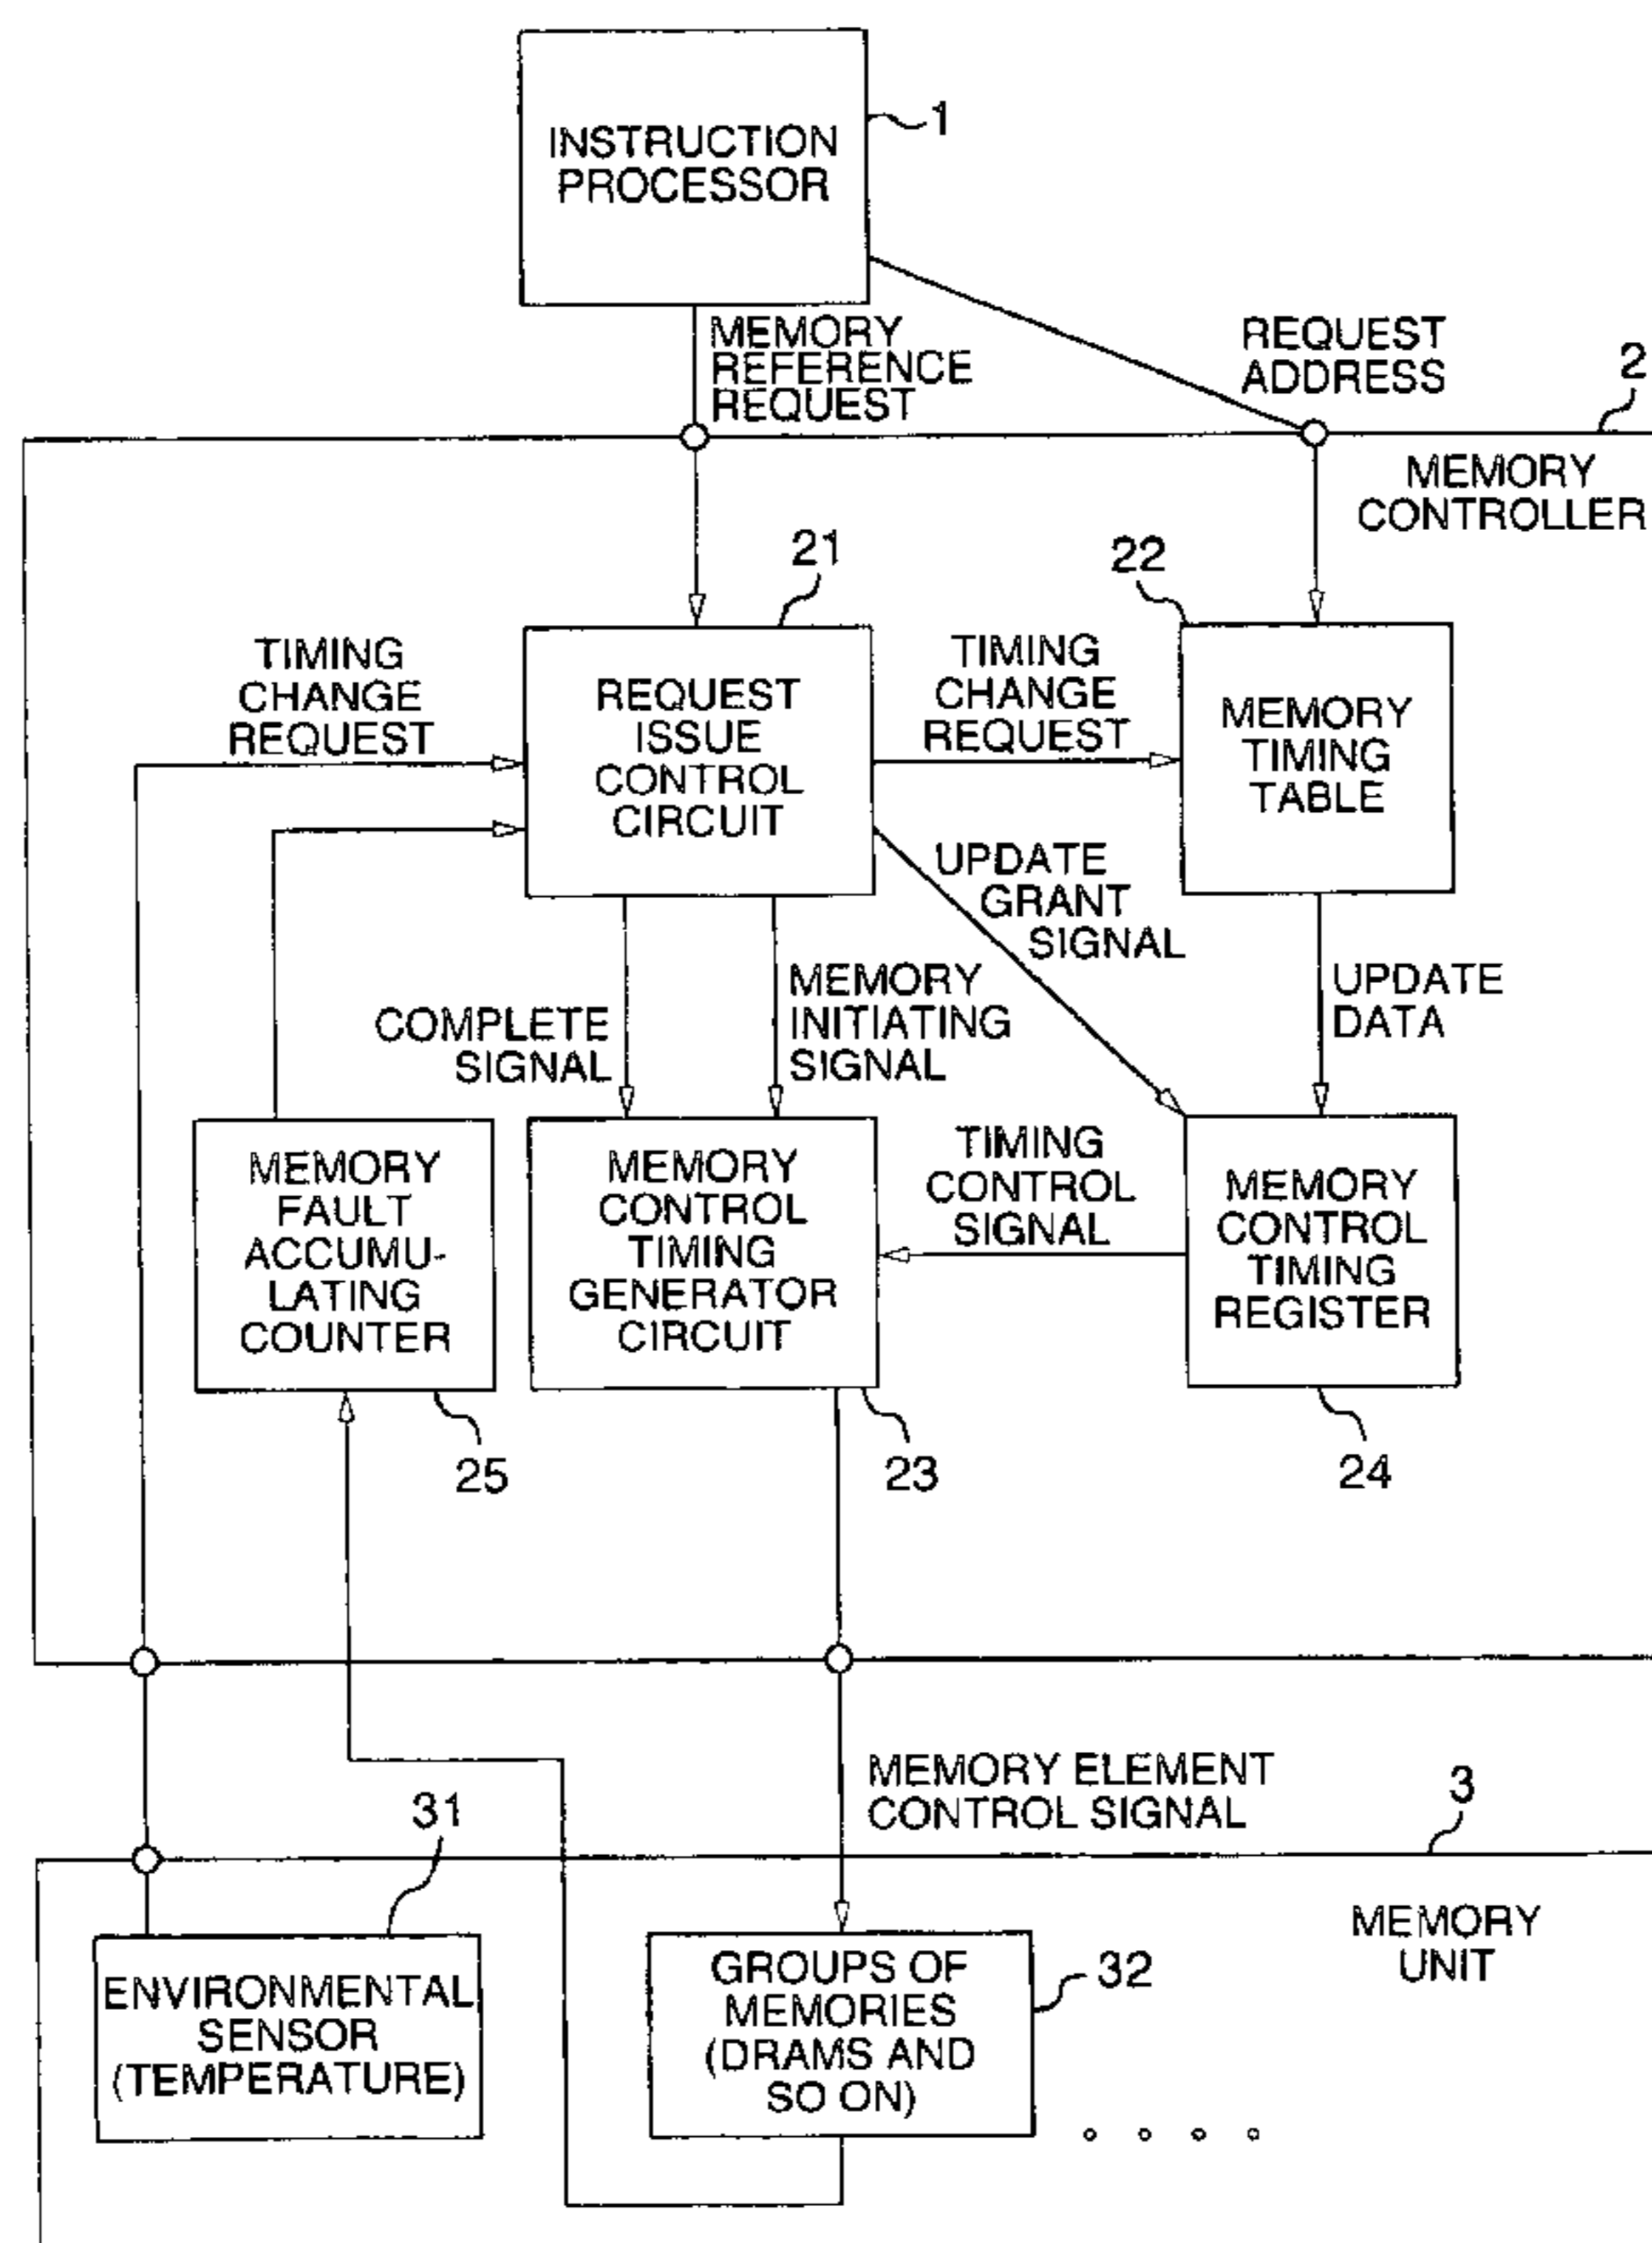 INSTRUCTION
PROCESSOR
1
MEMORY
REFERENCE
REQUEST
REQUEST
ADDRESS
2
MEMORY
CONTROLLER
21
22
TIMING
CHANGE
REQUEST
REQUEST
ISSUE
CONTROL
CIRCUIT
TIMING
CHANGE
REQUEST
MEMORY
TIMING
TABLE
UPDATE
GRANT
SIGNAL
COMPLETE
SIGNAL
MEMORY
INITIATING
SIGNAL
UPDATE
DATA
MEMORY
FAULT
ACCUMU-
LATING
COUNTER
MEMORY
CONTROL
TIMING
GENERATOR
CIRCUIT
TIMING
CONTROL
SIGNAL
MEMORY
CONTROL
TIMING
REGISTER
25
23
24
MEMORY ELEMENT
CONTROL SIGNAL
3
31
MEMORY
UNIT
ENVIRONMENTAL
SENSOR
(TEMPERATURE)
GROUPS OF
MEMORIES
(DRAMS AND
SO ON)
32